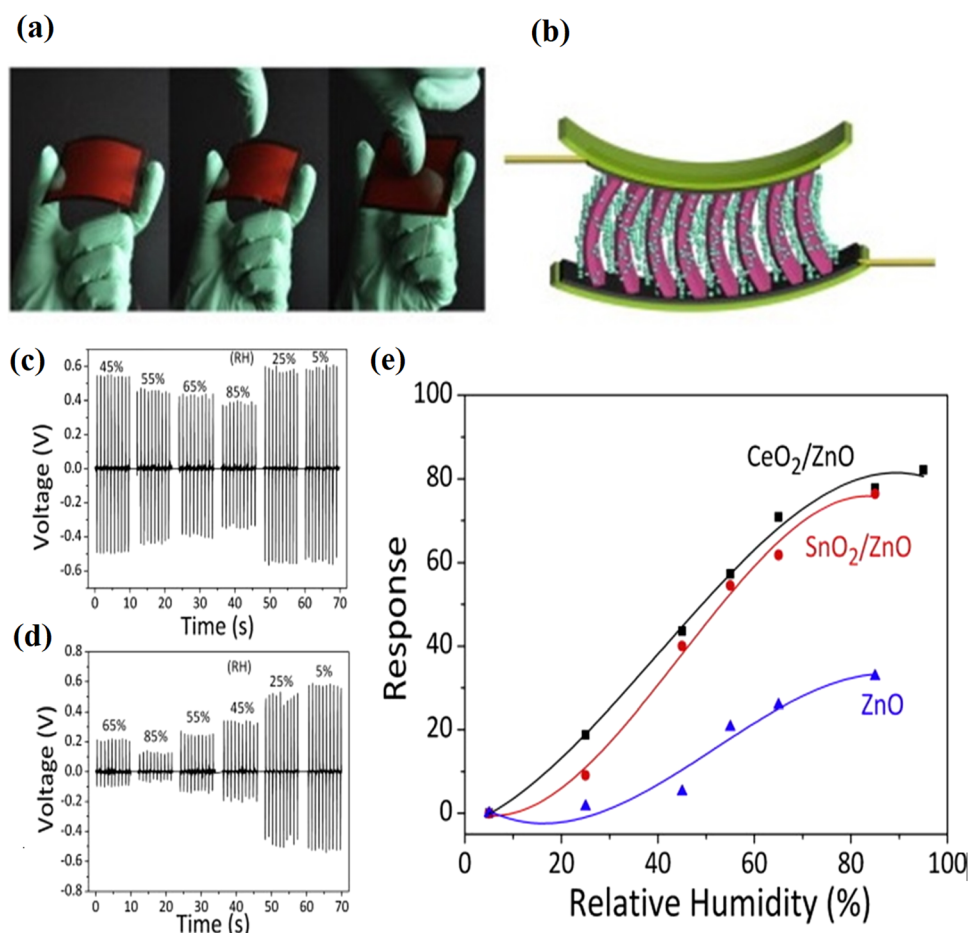 (a)
(b)
(c)
Voltage (V)
0.6
0.4
0.2
0.0
-0.2
-0.4
-0.6
45%
55%
65%
85%
(RH)
25%
5%
0 10 20 30 40 50 60 70
Time (s)
(d)
Voltage (V)
0.8
0.6
0.4
0.2
0.0
-0.2
-0.4
-0.6
-0.8
65%
85%
55%
(RH)
45%
25%
5%
0 10 20 30 40 50 60 70
Time (s)
(e)
Response
100
80
60
40
20
0
CeO₂/ZnO
SnO₂/ZnO
ZnO
0 20 40 60 80 100
Relative Humidity (%)